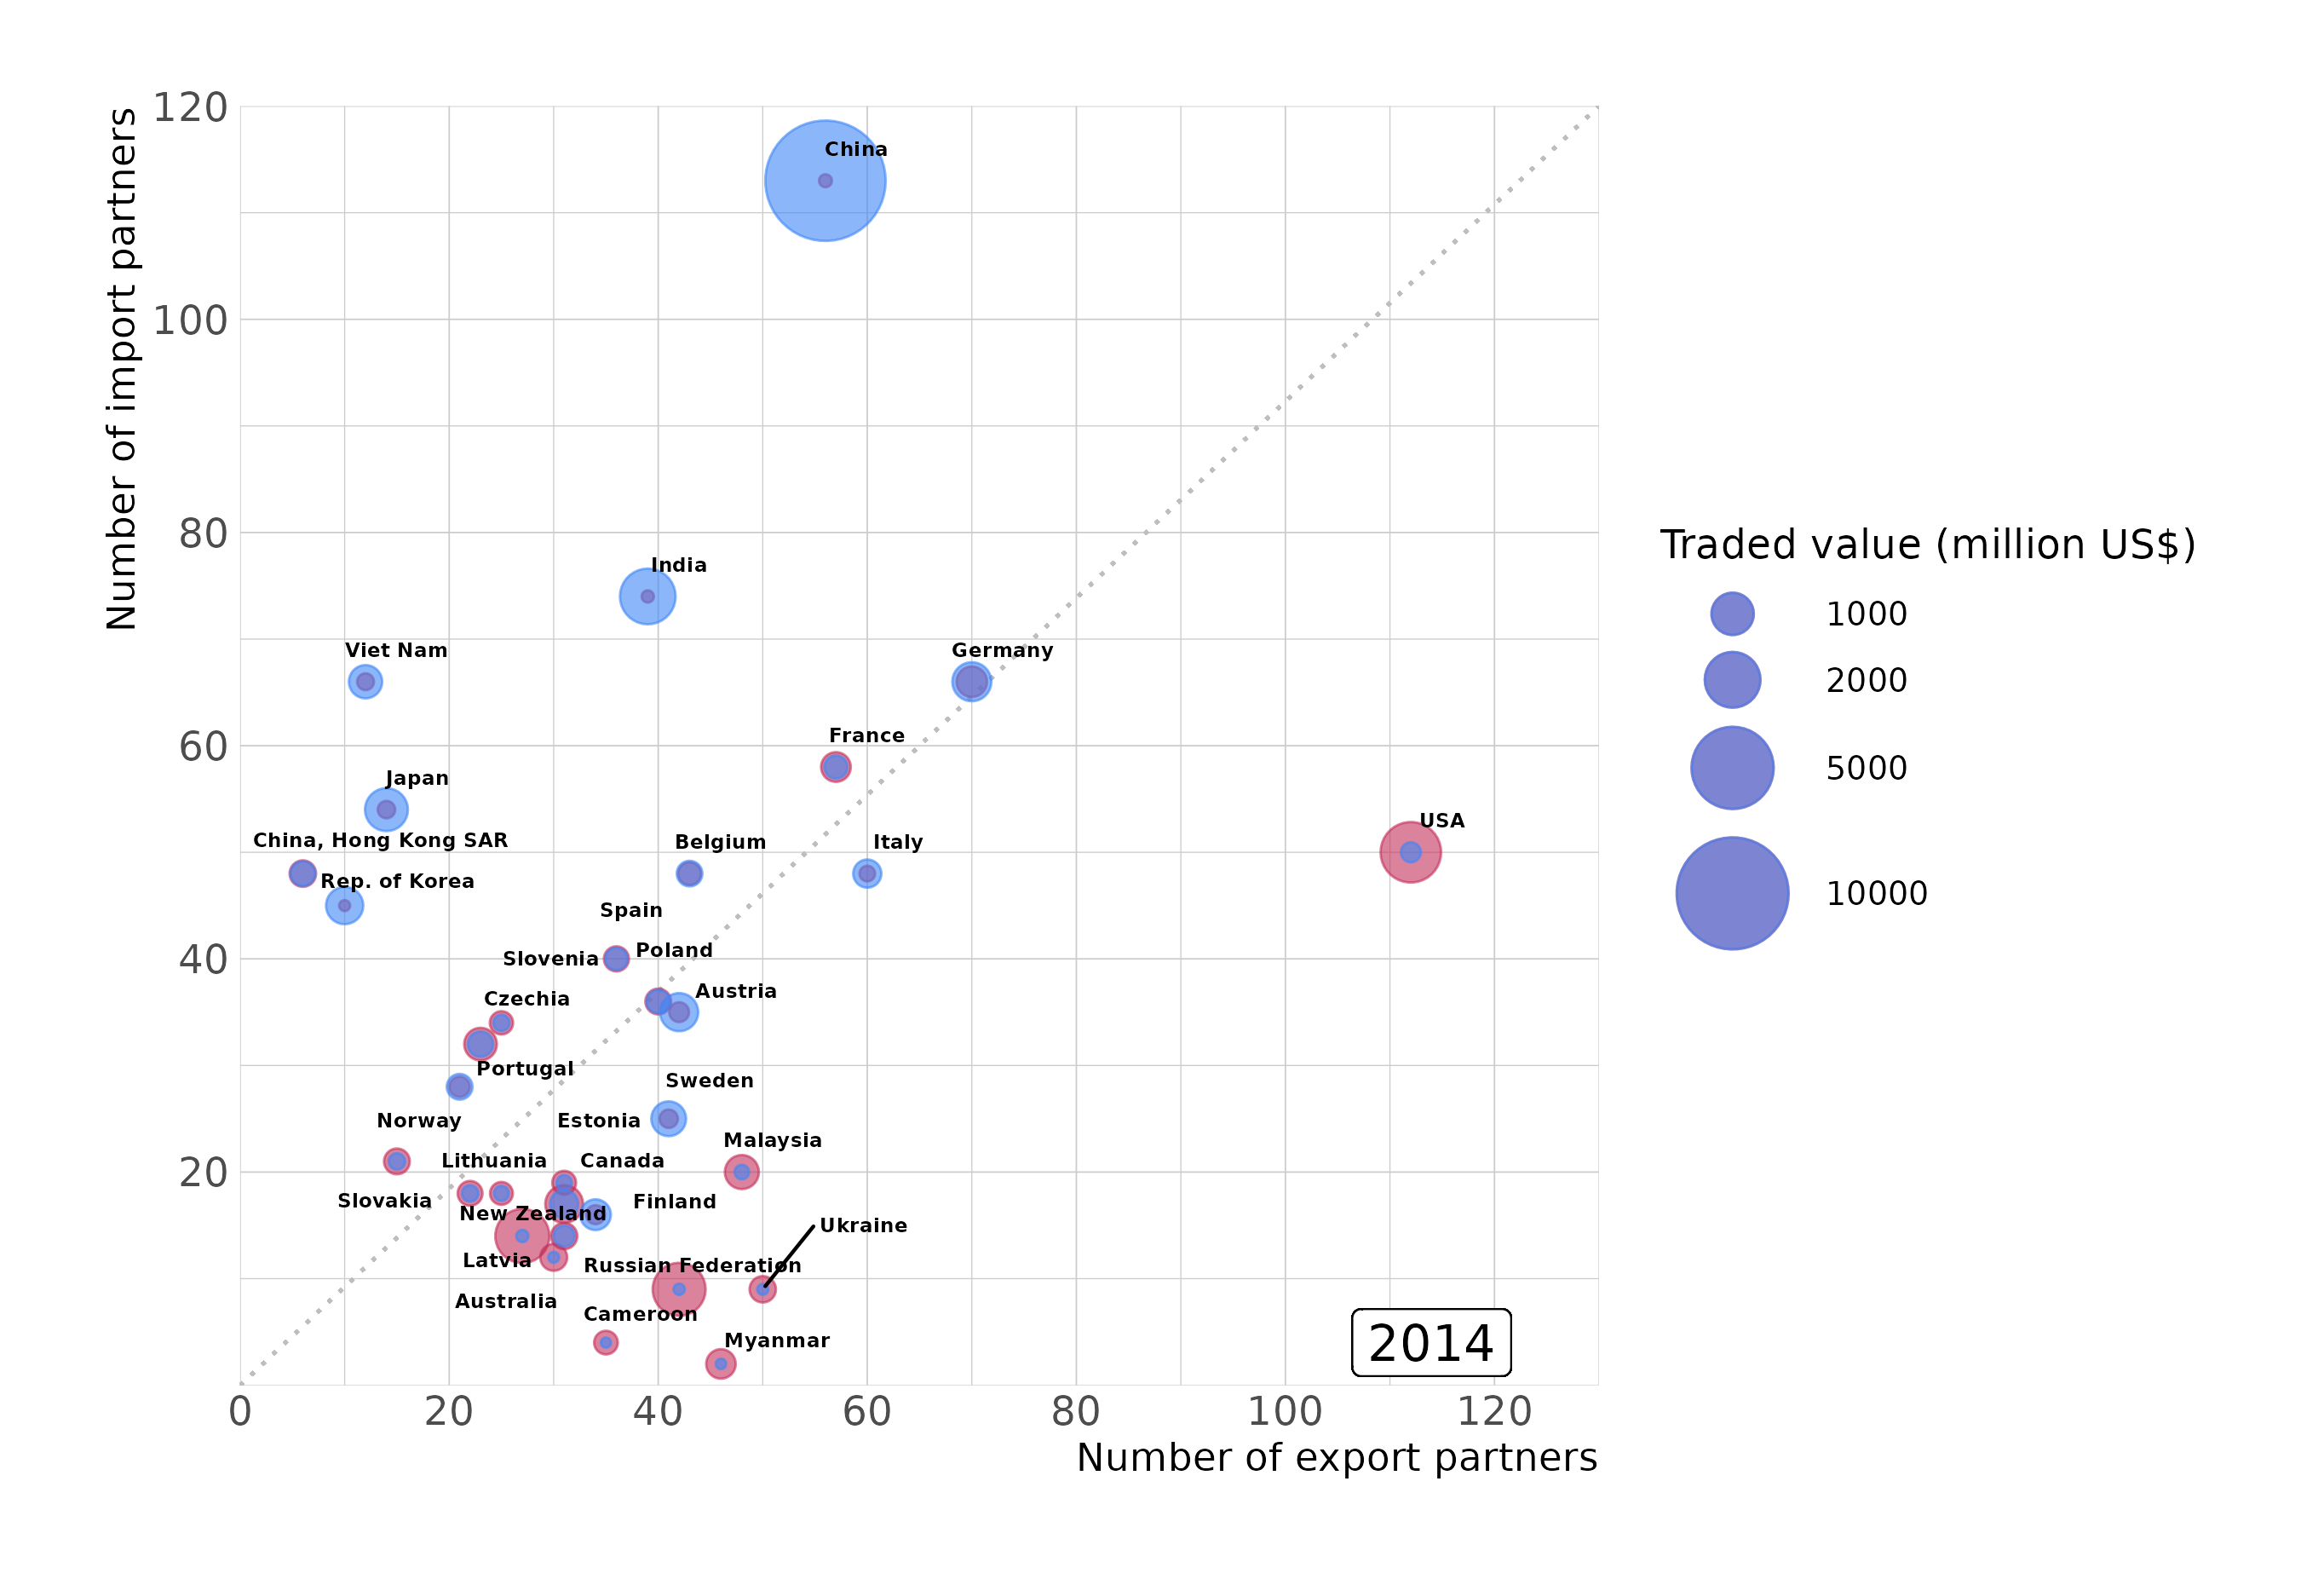 Number of import partners
120
100
80
60
40
20
China
India
Viet Nam
Germany
France
Japan
USA
China, Hong Kong SAR
Belgium
Italy
Rep. of Korea
Spain
Slovenia
Poland
Czechia
Austria
Portugal
Sweden
Norway
Estonia
Malaysia
Lithuania
Canada
Slovakia
Finland
New Zealand
Ukraine
Latvia
Russian Federation
Australia
Cameroon
Myanmar
2014
0
20
40
60
80
100
120
Number of export partners
Traded value (million US$)
1000
2000
5000
10000